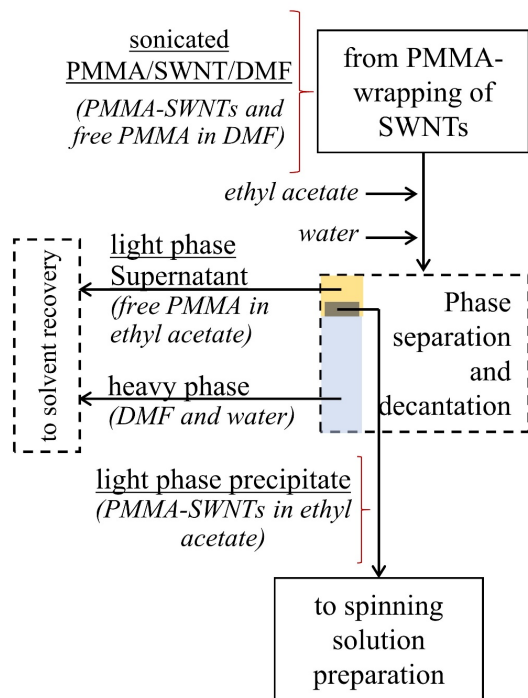 sonicated
PMMA/SWNT/DMF
(PMMA-SWNTs and
free PMMA in DMF)
from PMMA-
wrapping of
SWNTs
ethyl acetate
water
to solvent recovery
light phase
Supernatant
(free PMMA in
ethyl acetate)
heavy phase
(DMF and water)
Phase
separation
and
decantation
light phase precipitate
(PMMA-SWNTs in ethyl
acetate)
to spinning
solution
preparation